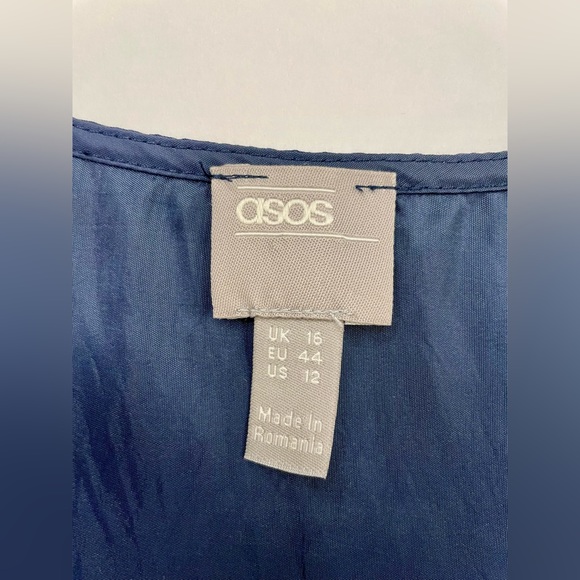 asos
UK 16
EU 44
US 12
Made In
Romania